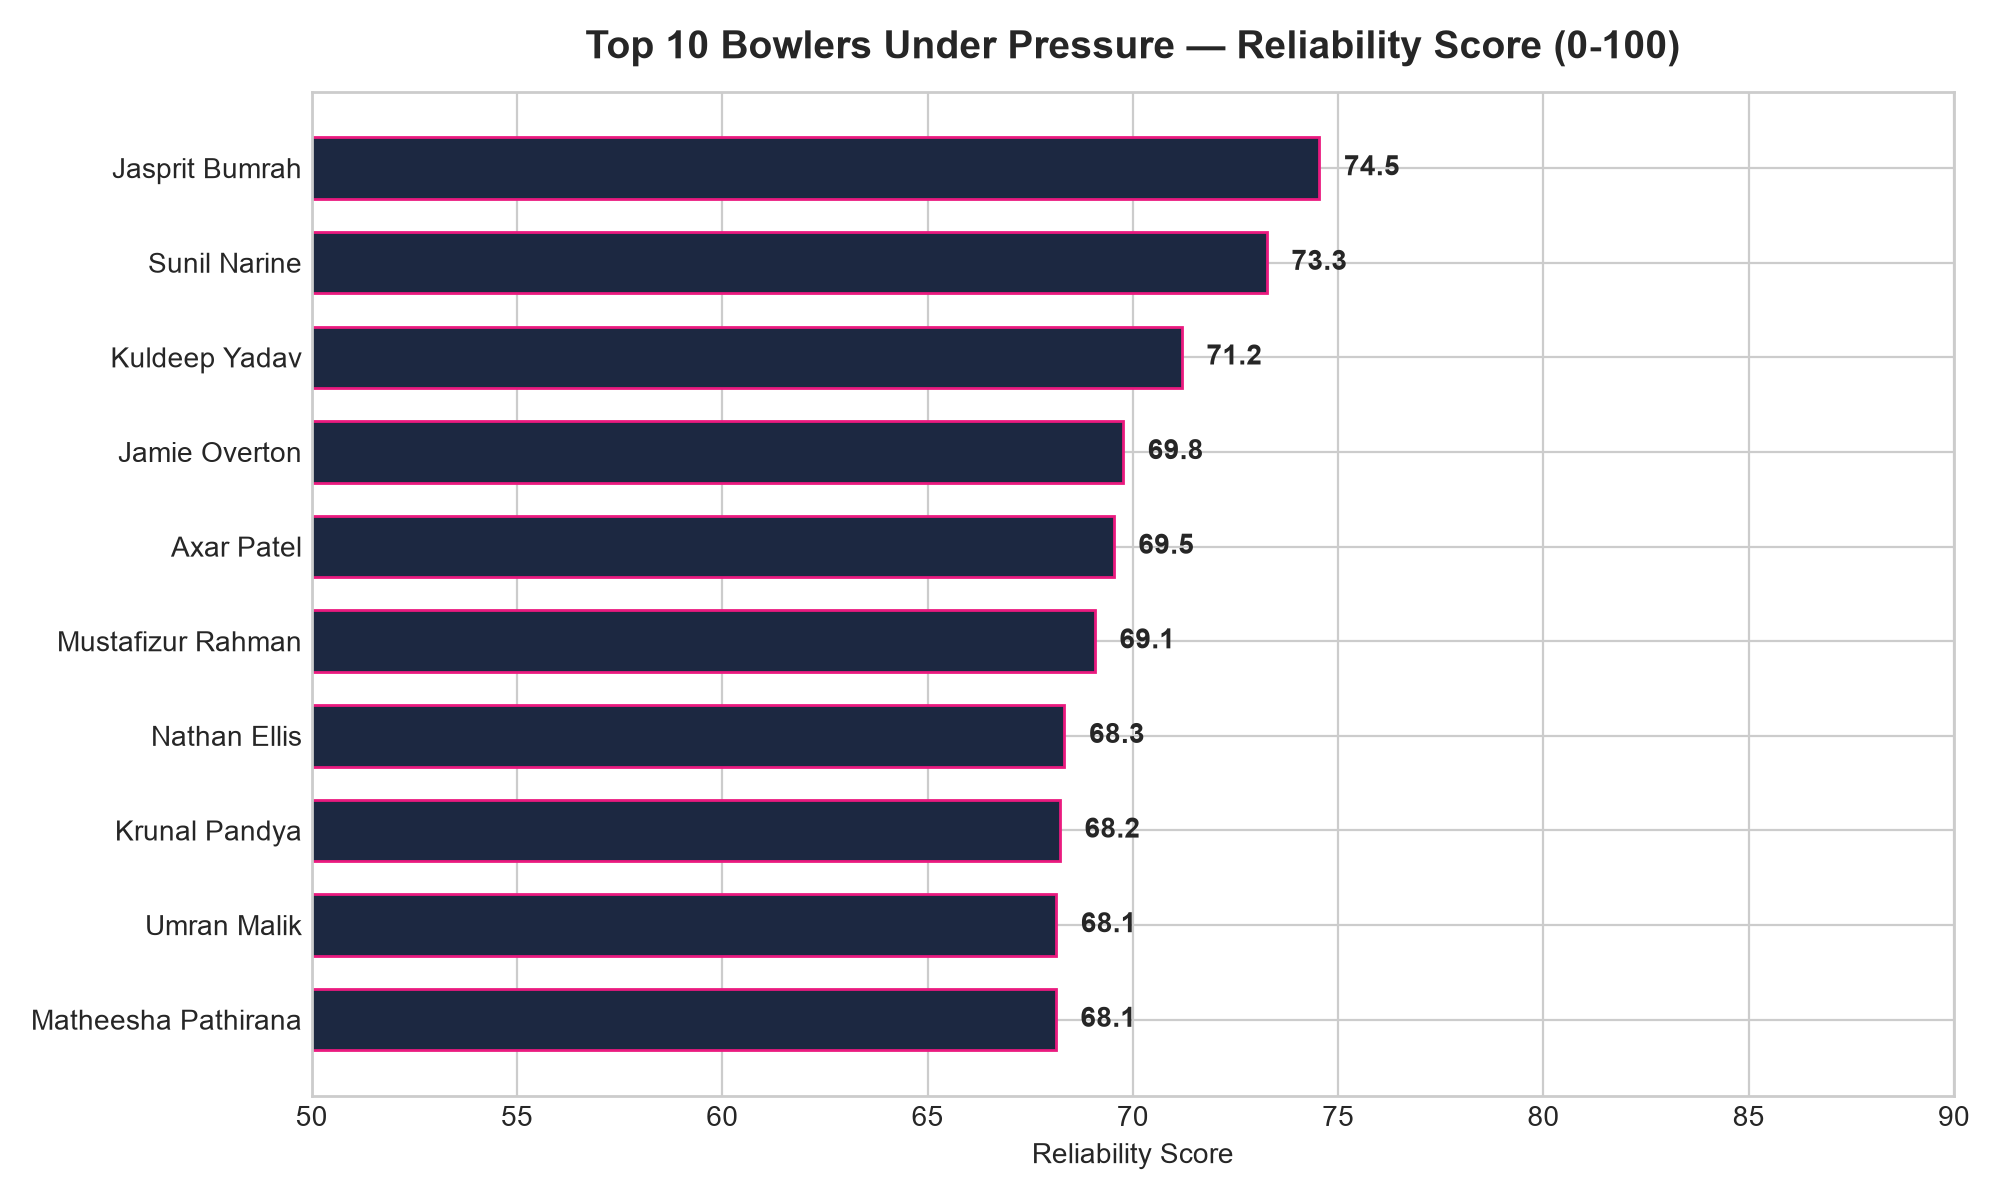 Top 10 Bowlers Under Pressure — Reliability Score (0-100)
Jasprit Bumrah 74.5
Sunil Narine 73.3
Kuldeep Yadav 71.2
Jamie Overton 69.8
Axar Patel 69.5
Mustafizur Rahman 69.1
Nathan Ellis 68.3
Krunal Pandya 68.2
Umran Malik 68.1
Matheesha Pathirana 68.1
50 55 60 65 70 75 80 85 90
Reliability Score